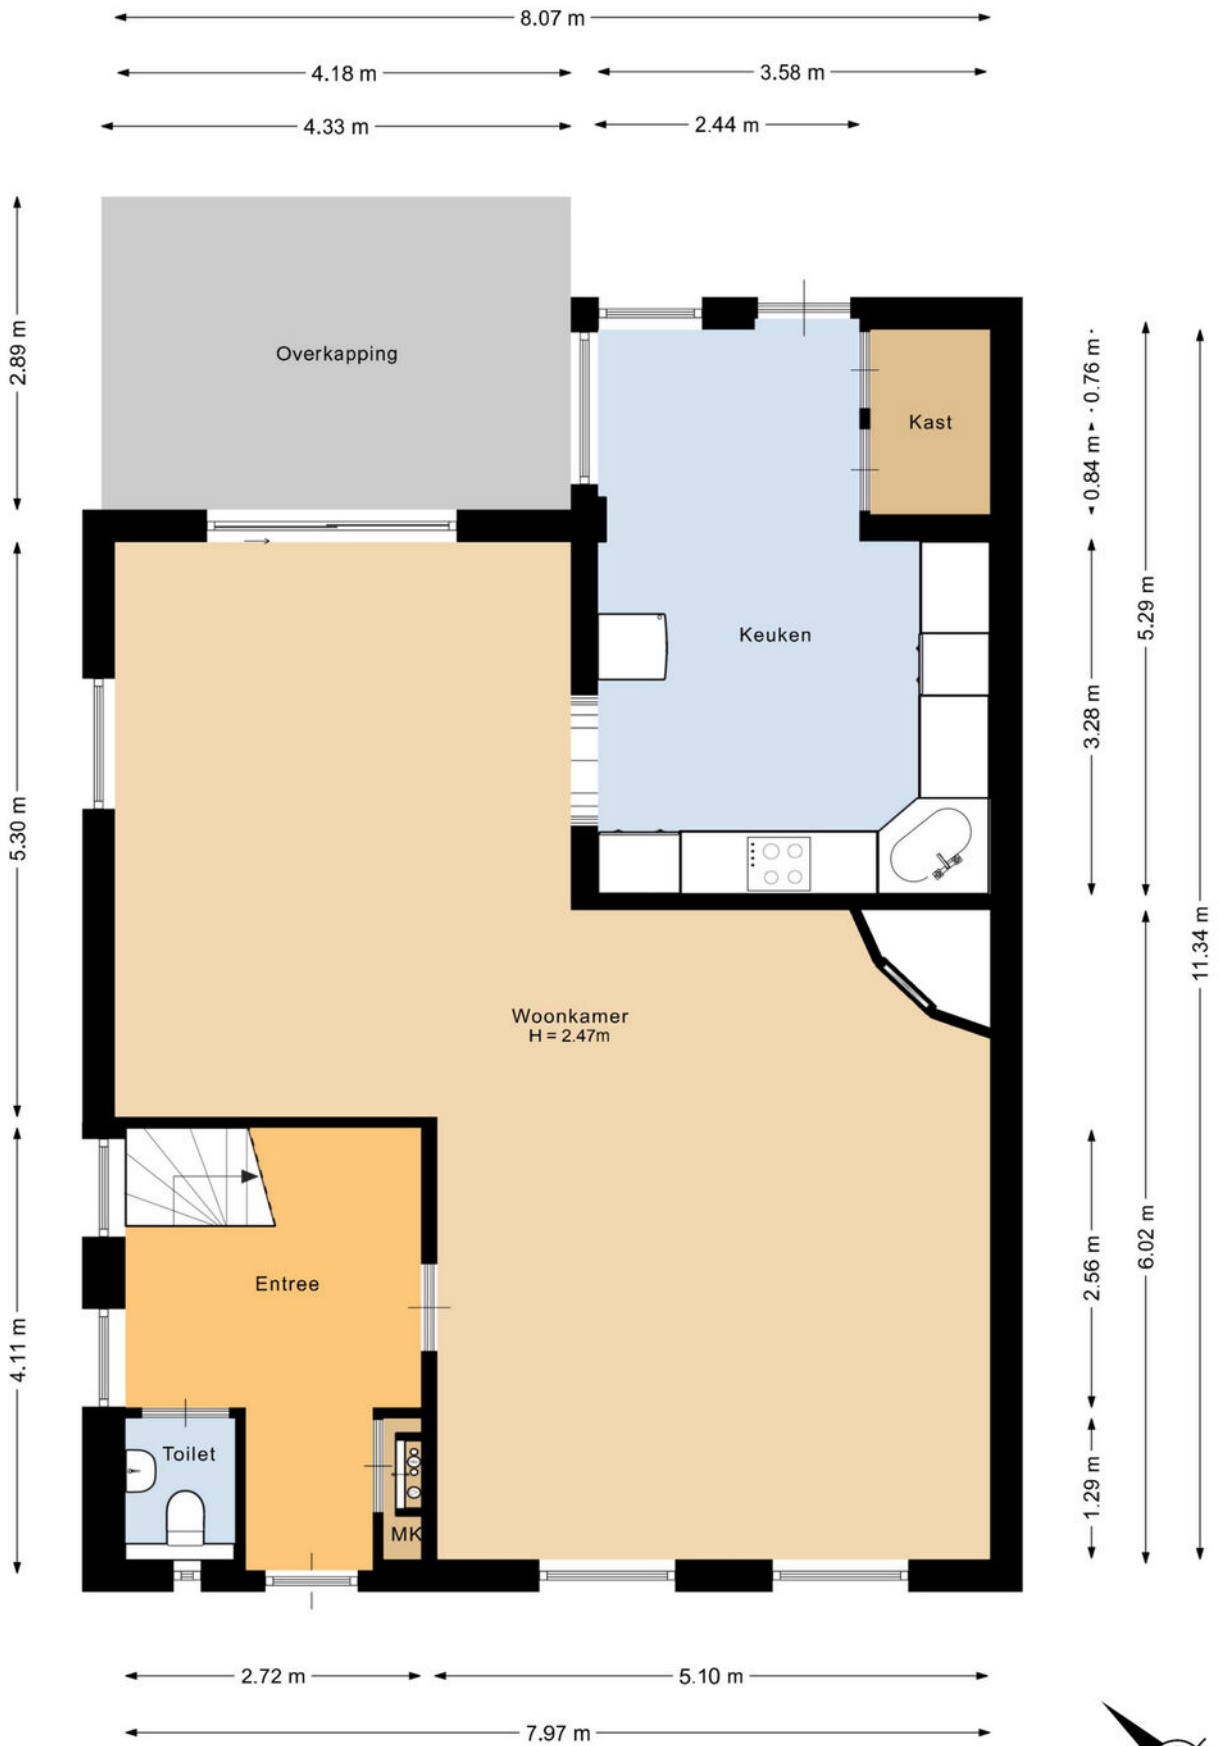 8.07 m
4.18 m
3.58 m
4.33 m
2.44 m
2.89 m
Overkapping
0.76 m
Kast
0.84 m
5.29 m
Keuken
3.28 m
5.30 m
11.34 m
Woonkamer
H = 2.47m
6.02 m
2.56 m
Entree
4.11 m
Toilet
1.29 m
MK
2.72 m
5.10 m
7.97 m